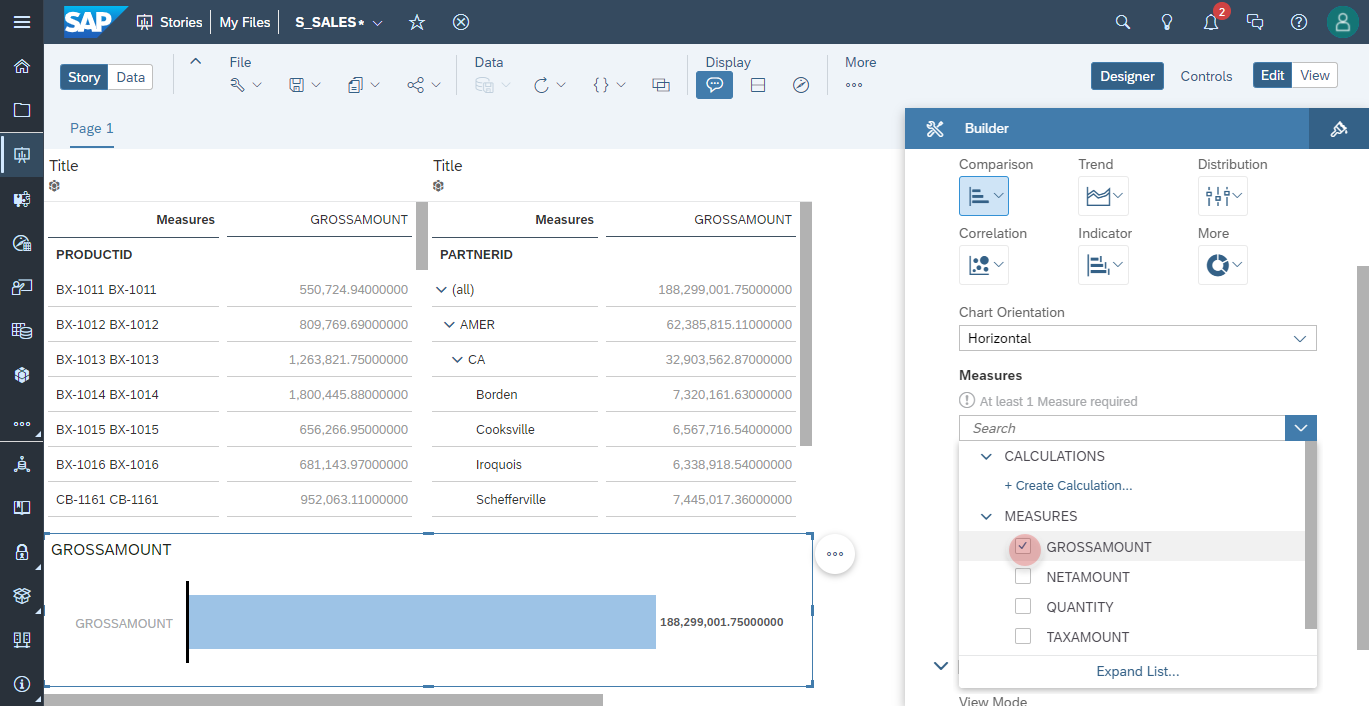 SAP Stories My Files S_SALES* 2
Story Data File Data Display More Designer Controls Edit View
Page 1
Title
Measures GROSSAMOUNT
PRODUCTID
BX-1011 BX-1011 550,724.94000000
BX-1012 BX-1012 809,769.69000000
BX-1013 BX-1013 1,263,821.75000000
BX-1014 BX-1014 1,800,445.88000000
BX-1015 BX-1015 656,266.95000000
BX-1016 BX-1016 681,143.97000000
CB-1161 CB-1161 952,063.11000000
Title
Measures GROSSAMOUNT
PARTNERID
(all) 188,299,001.75000000
AMER 62,385,815.11000000
CA 32,903,562.87000000
Borden 7,320,161.63000000
Cooksville 6,567,716.54000000
Iroquois 6,338,918.54000000
Schefferville 7,445,017.36000000
GROSSAMOUNT
GROSSAMOUNT 188,299,001.75000000
Builder
Comparison Trend Distribution
Correlation Indicator More
Chart Orientation
Horizontal
Measures
At least 1 Measure required
Search
CALCULATIONS
+ Create Calculation...
MEASURES
GROSSAMOUNT
NETAMOUNT
QUANTITY
TAXAMOUNT
Expand List...
View Mode